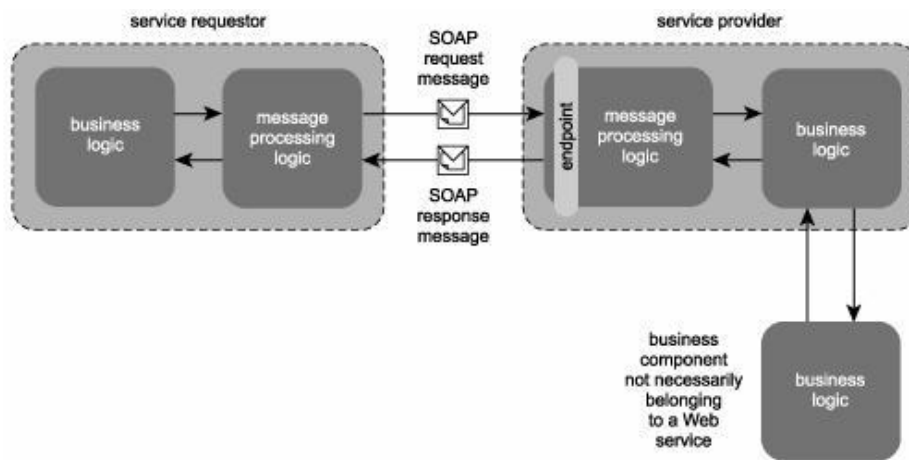 service requestor
service provider
SOAP
request
message
business
logic
message
processing
logic
endpoint
message
processing
logic
business
logic
SOAP
response
message
business
component
not necessarily
belonging
to a Web
service
business
logic